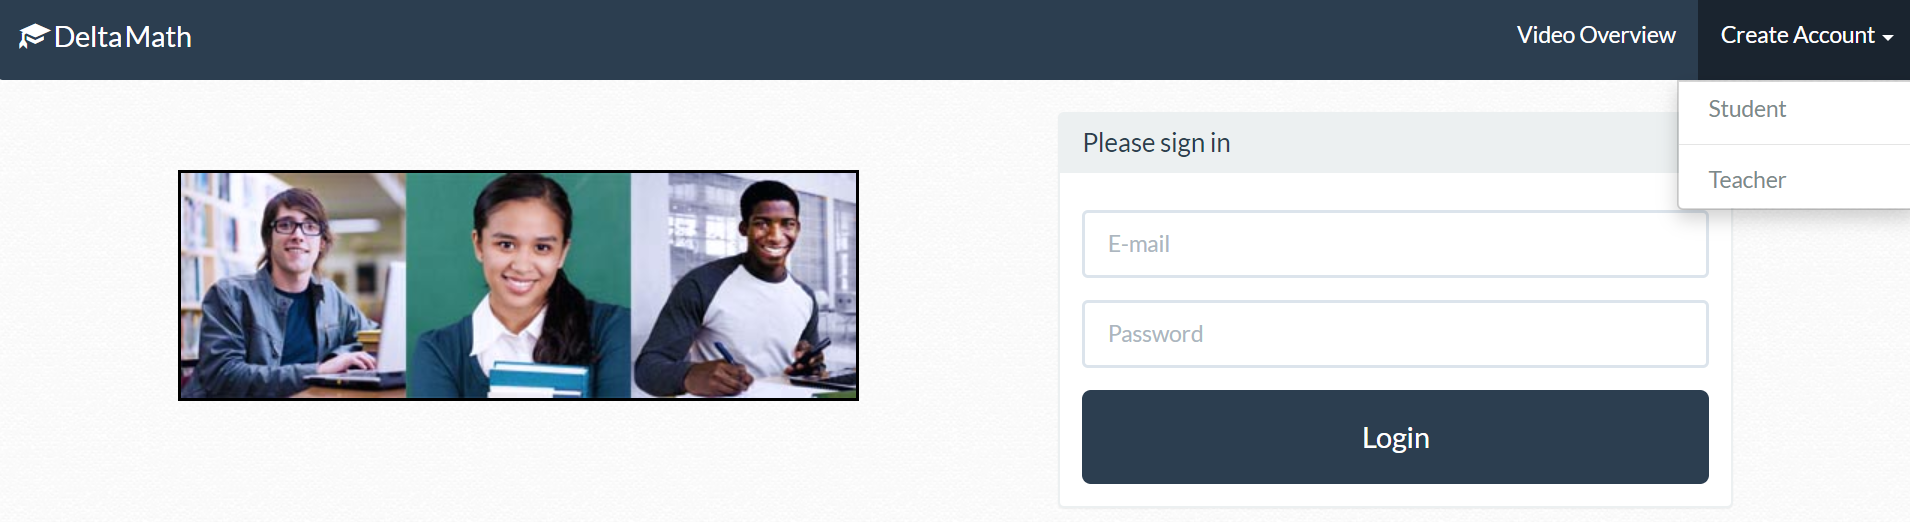 DeltaMath
Video Overview
Create Account
Student
Teacher
Please sign in
E-mail
Password
Login